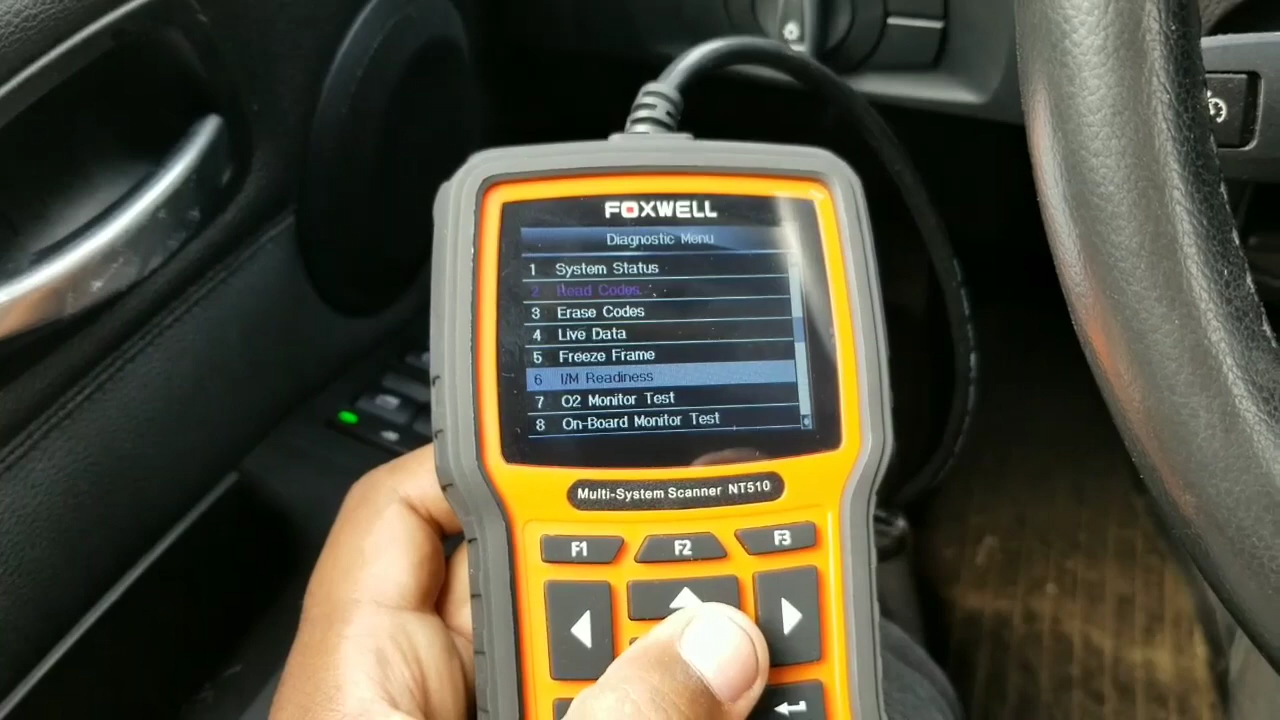 FOXWELL
Diagnostic Menu
1 System Status
2 Read Codes
3 Erase Codes
4 Live Data
5 Freeze Frame
6 I/M Readiness
7 O2 Monitor Test
8 On-Board Monitor Test
Multi-System Scanner NT510
F1 F2 F3